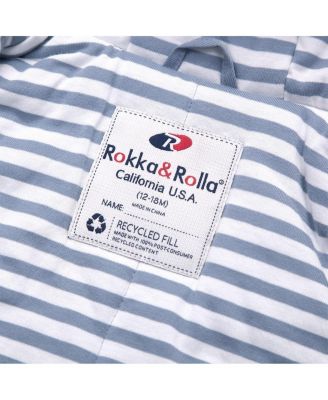 R
Rokka&Rolla®
California U.S.A.
(12-18M)
MADE IN CHINA
NAME:
RECYCLED FILL
MADE WITH 100% POST-CONSUMER
RECYCLED CONTENT